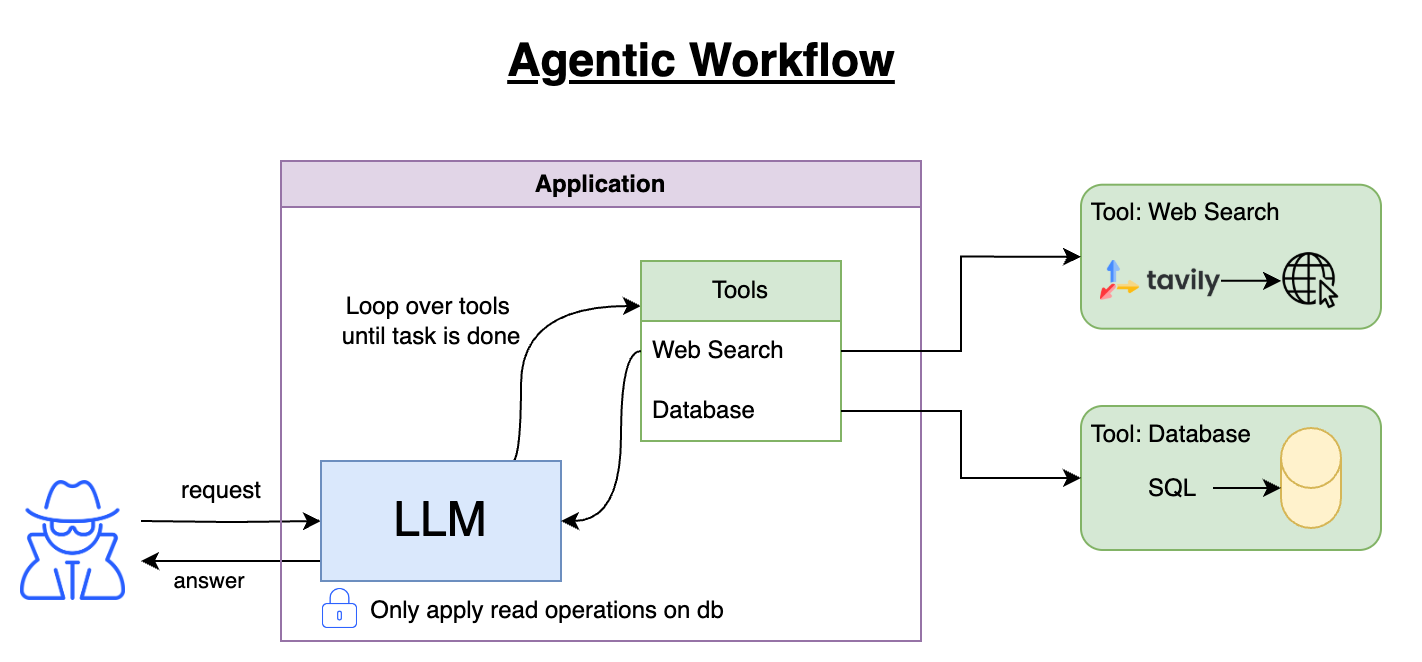 Agentic Workflow
Application
Loop over tools
until task is done
Tools
Web Search
Database
LLM
request
answer
Only apply read operations on db
Tool: Web Search
tavily
Tool: Database
SQL